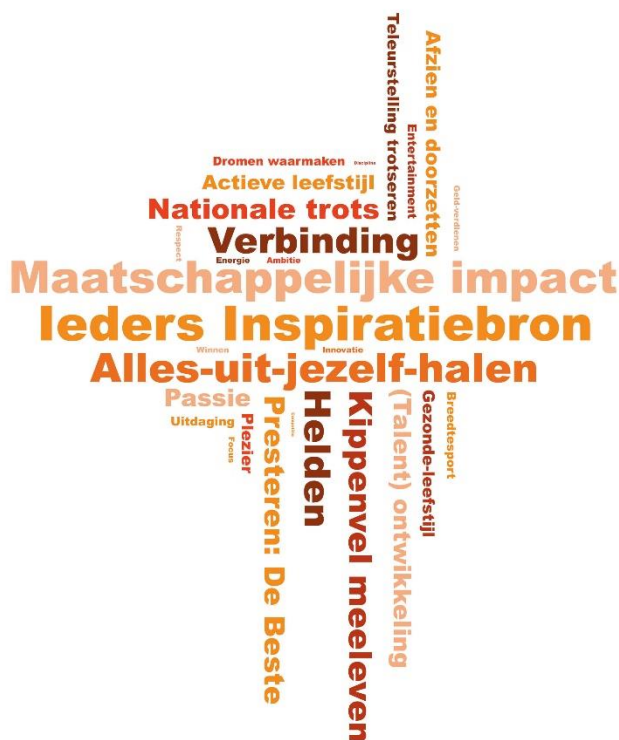 Teleurstelling trotseren
Afzien en doorzetten
Entertainment
Dromen waarmaken
Discipline
Actieve leefstijl
Geld-verdienen
Nationale trots
Respect
Verbinding
Energie
Ambitie
Maatschappelijke impact
Ieders Inspiratiebron
Winnen
Innovatie
Alles-uit-jezelf-halen
Passie
Uitdaging
Focus
Plezier
Presteren: De Beste
Helden
Kippenvel meeleven
(Talent) ontwikkeling
Gezonde-leefstijl
Breedtesport